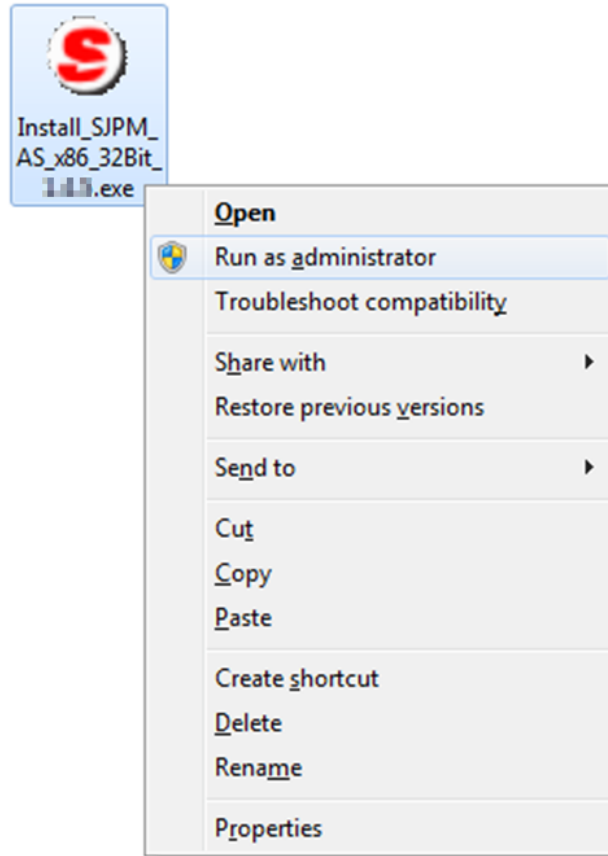 S
Install_SJPM_
AS_x86_32Bit_
.exe
Open
Run as administrator
Troubleshoot compatibility
Share with
Restore previous versions
Send to
Cut
Copy
Paste
Create shortcut
Delete
Rename
Properties